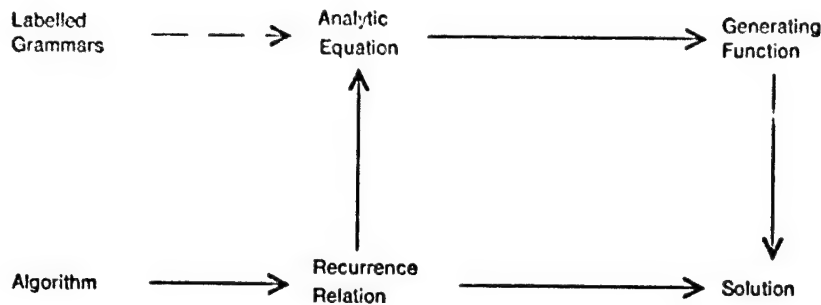 Labelled
Grammars
Analytic
Equation
Generating
Function
Algorithm
Recurrence
Relation
Solution